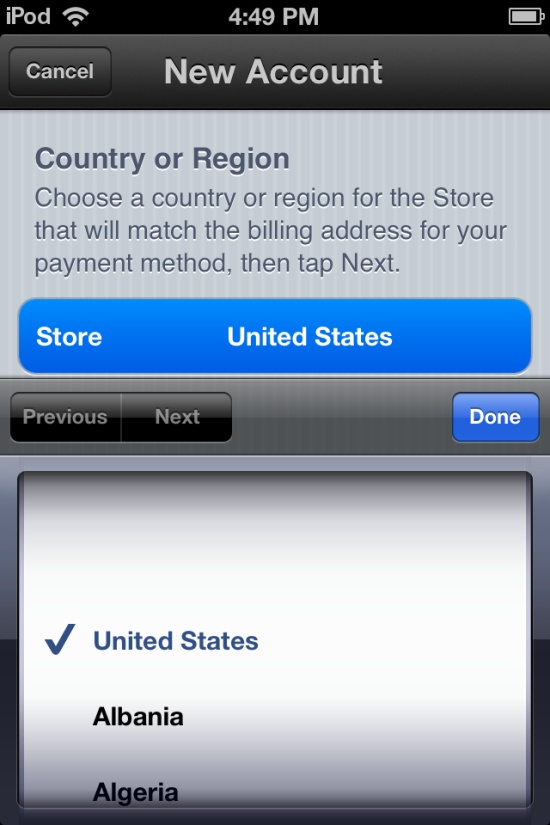 iPod 4:49 PM
Cancel New Account
Country or Region
Choose a country or region for the Store
that will match the billing address for your
payment method, then tap Next.
Store United States
Previous Next Done
United States
Albania
Algeria